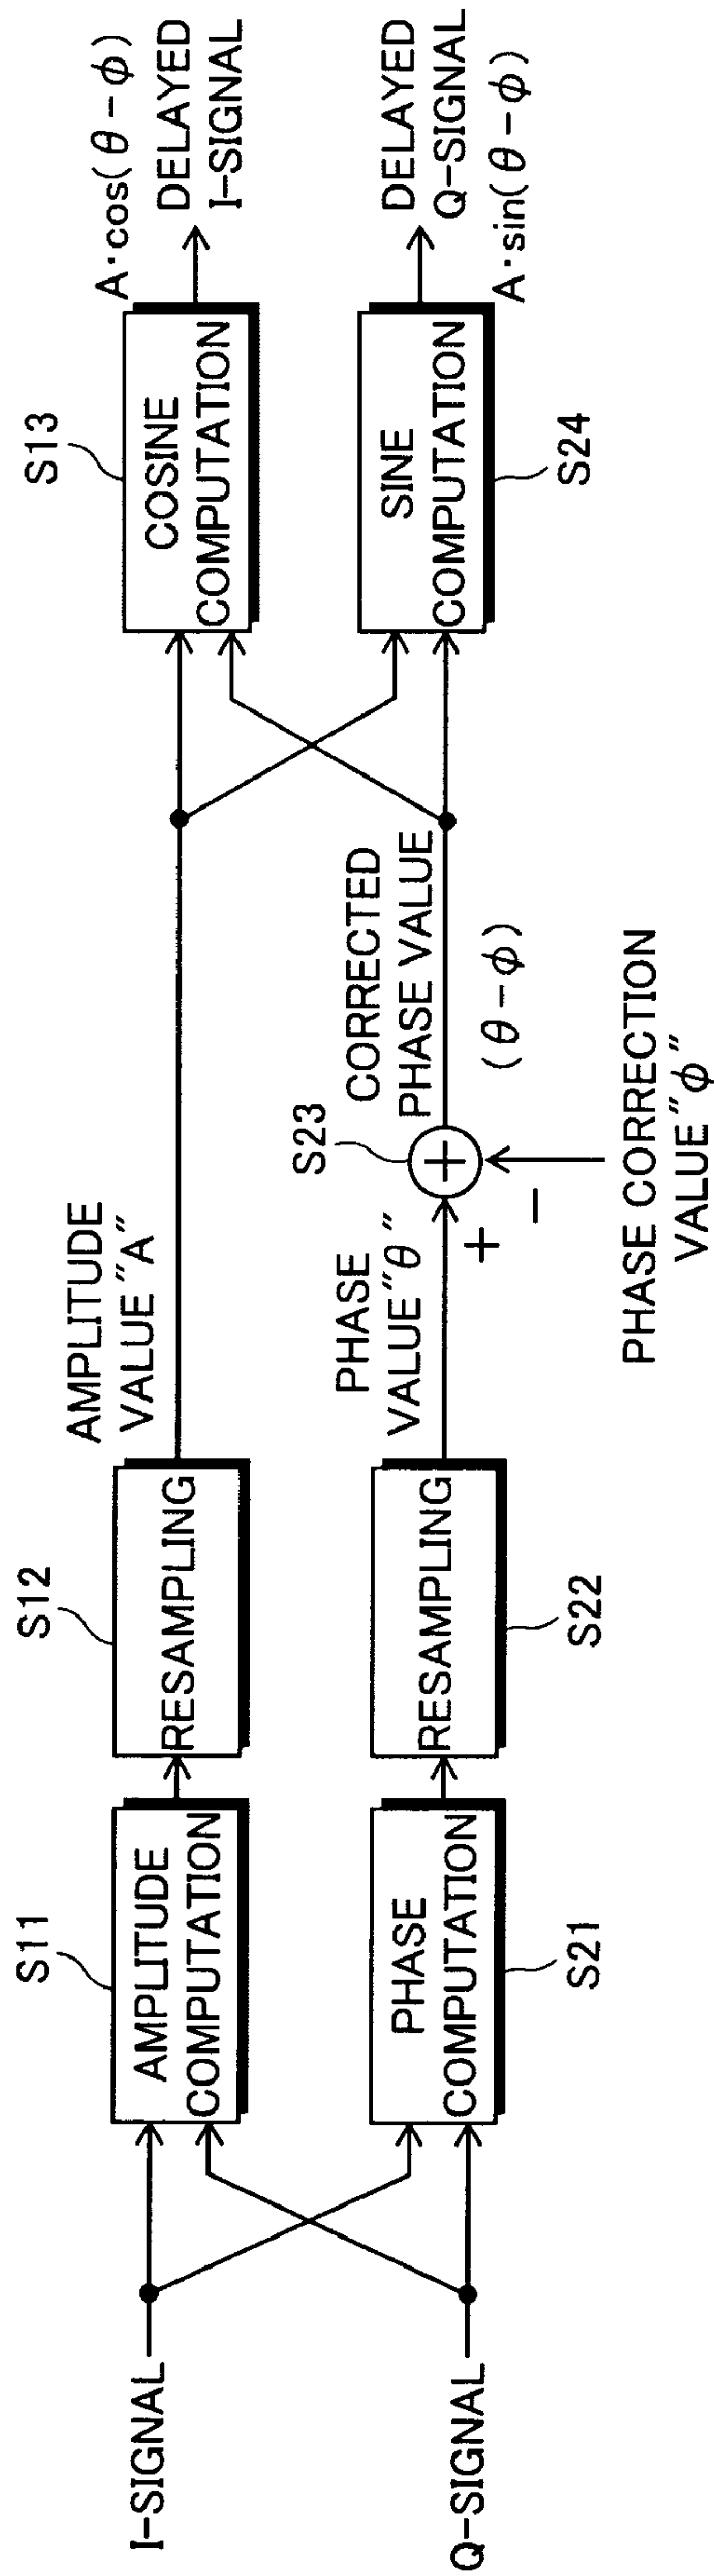 I-SIGNAL
Q-SIGNAL
S11
AMPLITUDE
COMPUTATION
S21
PHASE
COMPUTATION
S12
RESAMPLING
S22
RESAMPLING
AMPLITUDE
VALUE "A"
PHASE
VALUE "θ"
+
−
S23
+
PHASE CORRECTION
VALUE "ϕ"
CORRECTED
PHASE VALUE
(θ-ϕ)
S13
COSINE
COMPUTATION
S24
SINE
COMPUTATION
A·cos(θ-ϕ)
DELAYED
I-SIGNAL
DELAYED
Q-SIGNAL
A·sin(θ-ϕ)